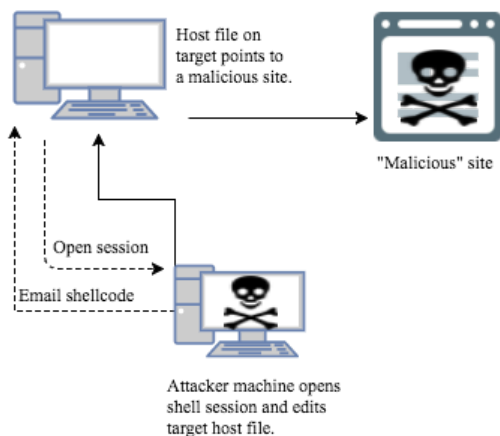 Host file on
target points to
a malicious site.
"Malicious" site
Open session
Email shellcode
Attacker machine opens
shell session and edits
target host file.